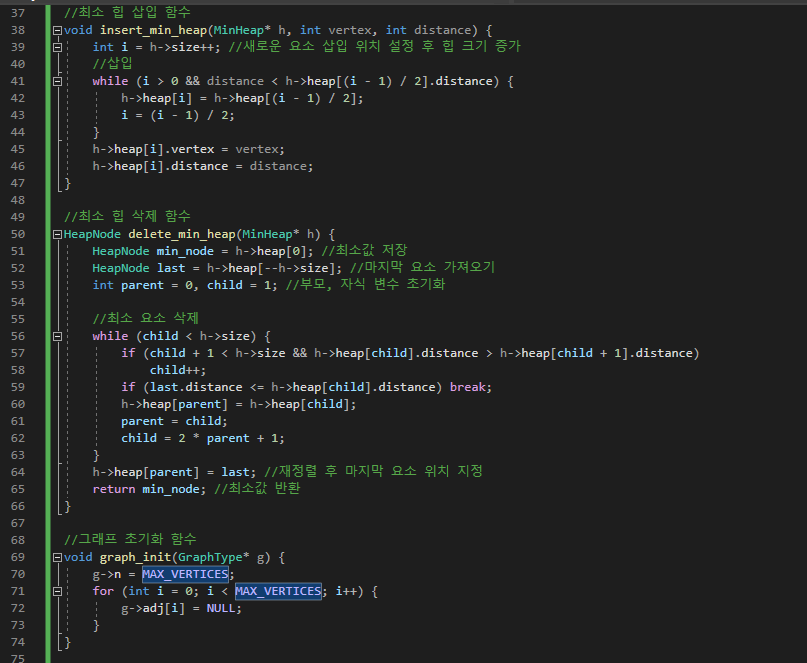 37 //최소 힙 삽입 함수
38 void insert_min_heap(MinHeap* h, int vertex, int distance) {
39 int i = h->size++; //새로운 요소 삽입 위치 설정 후 힙 크기 증가
40 //삽입
41 while (i > 0 && distance < h->heap[(i - 1) / 2].distance) {
42 h->heap[i] = h->heap[(i - 1) / 2];
43 i = (i - 1) / 2;
44 }
45 h->heap[i].vertex = vertex;
46 h->heap[i].distance = distance;
47 }
48
49 //최소 힙 삭제 함수
50 HeapNode delete_min_heap(MinHeap* h) {
51 HeapNode min_node = h->heap[0]; //최소값 저장
52 HeapNode last = h->heap[--h->size]; //마지막 요소 가져오기
53 int parent = 0, child = 1; //부모, 자식 변수 초기화
54
55 //최소 요소 삭제
56 while (child < h->size) {
57 if (child + 1 < h->size && h->heap[child].distance > h->heap[child + 1].distance)
58 child++;
59 if (last.distance <= h->heap[child].distance) break;
60 h->heap[parent] = h->heap[child];
61 parent = child;
62 child = 2 * parent + 1;
63 }
64 h->heap[parent] = last; //재정렬 후 마지막 요소 위치 지정
65 return min_node; //최소값 반환
66 }
67
68 //그래프 초기화 함수
69 void graph_init(GraphType* g) {
70 g->n = MAX_VERTICES;
71 for (int i = 0; i < MAX_VERTICES; i++) {
72 g->adj[i] = NULL;
73 }
74 }
75